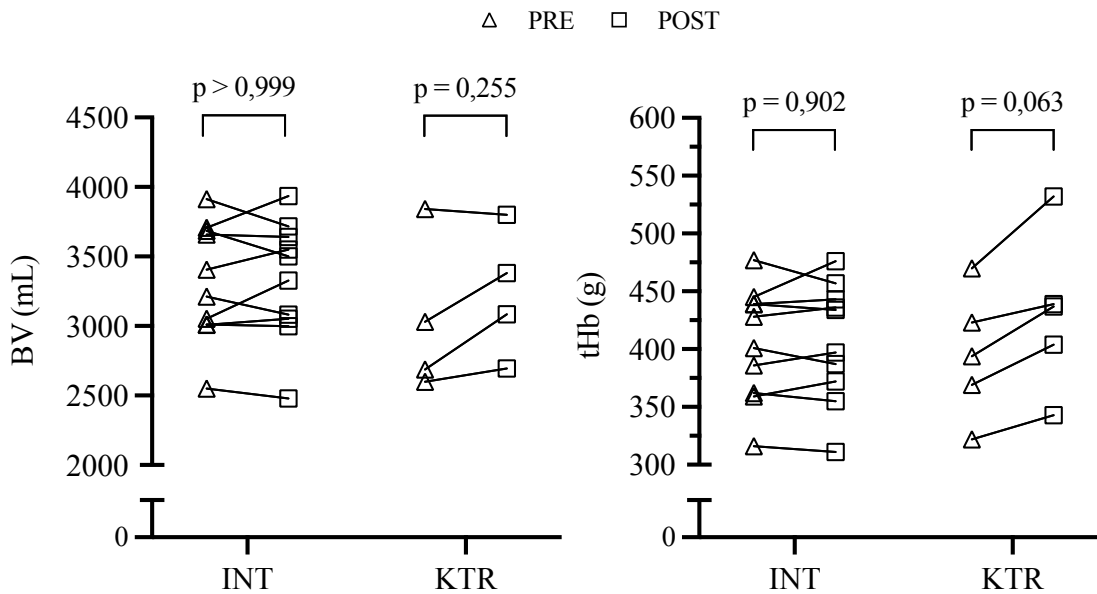 PRE POST
p > 0,999
p = 0,255
BV (mL)
4500
4000
3500
3000
2500
2000
0
INT
KTR
p = 0,902
p = 0,063
tHb (g)
600
550
500
450
400
350
300
0
INT
KTR